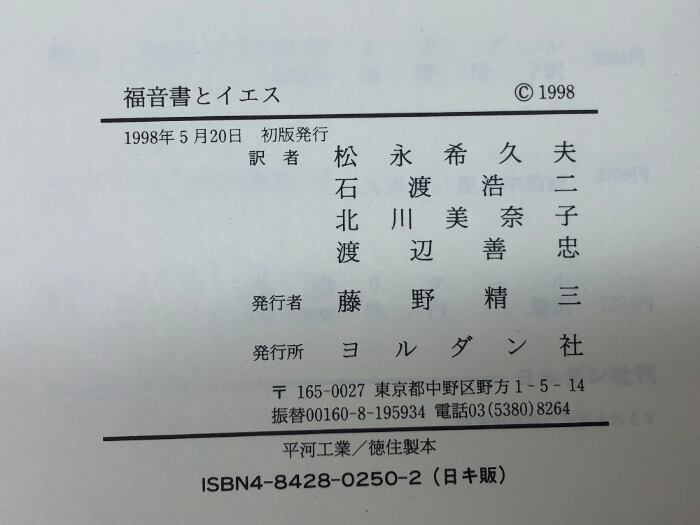 福音書とイエス ©1998
1998年5月20日 初版発行
訳者 松永希久夫
石渡浩二
北川美奈子
渡辺善忠
発行者 藤野精三
発行所 ヨルダン社
〒165-0027 東京都中野区野方1-5-14
振替00160-8-195934 電話03(5380)8264
平河工業/徳住製本
ISBN4-8428-0250-2(日キ販)